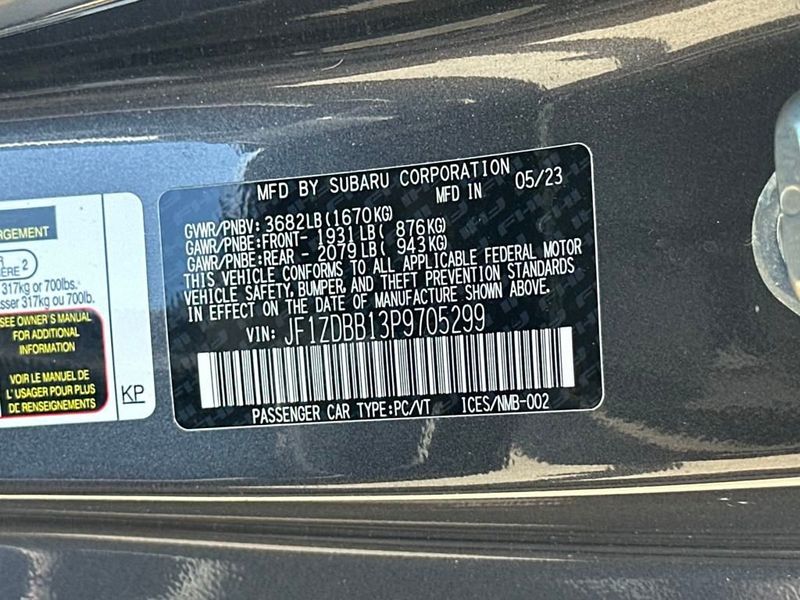 MFD BY SUBARU CORPORATION
MFD IN 05/23
GVWR/PNBV: 3682LB(1670KG)
GAWR/PNBE:FRONT- 1931LB( 876KG)
GAWR/PNBE:REAR - 2079LB( 943KG)
THIS VEHICLE CONFORMS TO ALL APPLICABLE FEDERAL MOTOR
VEHICLE SAFETY, BUMPER, AND THEFT PREVENTION STANDARDS
IN EFFECT ON THE DATE OF MANUFACTURE SHOWN ABOVE.
VIN: JF1ZDBB13P9705299
PASSENGER CAR TYPE:PC/VT ICES/NMB-002
2
317kg or 700lbs.
317kg ou 700lb.
SEE OWNER'S MANUAL
FOR ADDITIONAL
INFORMATION
VOIR LE MANUEL DE
L'USAGER POUR PLUS
DE RENSEIGNEMENTS
KP